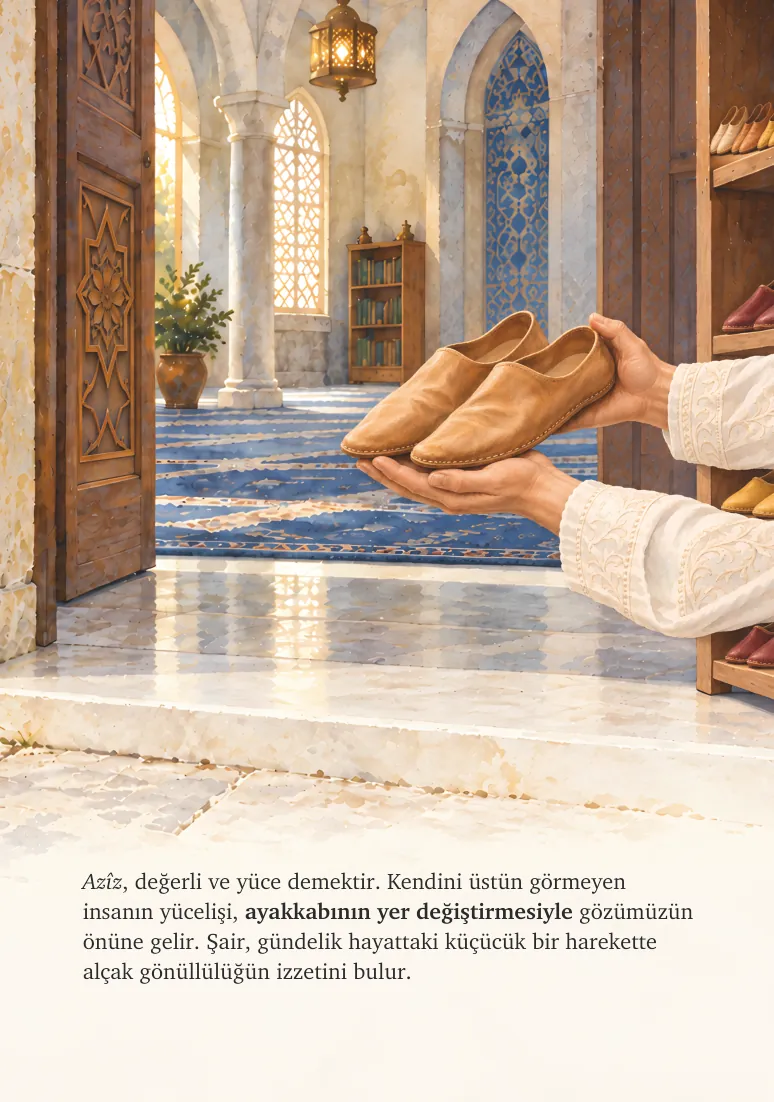 Azîz, değerli ve yüce demektir. Kendini üstün görmeyen
insanın yücelişi, ayakkabının yer değiştirmesiyle gözümüzün
önüne gelir. Şair, gündelik hayattaki küçücük bir harekette
alçak gönüllülüğün izzetini bulur.